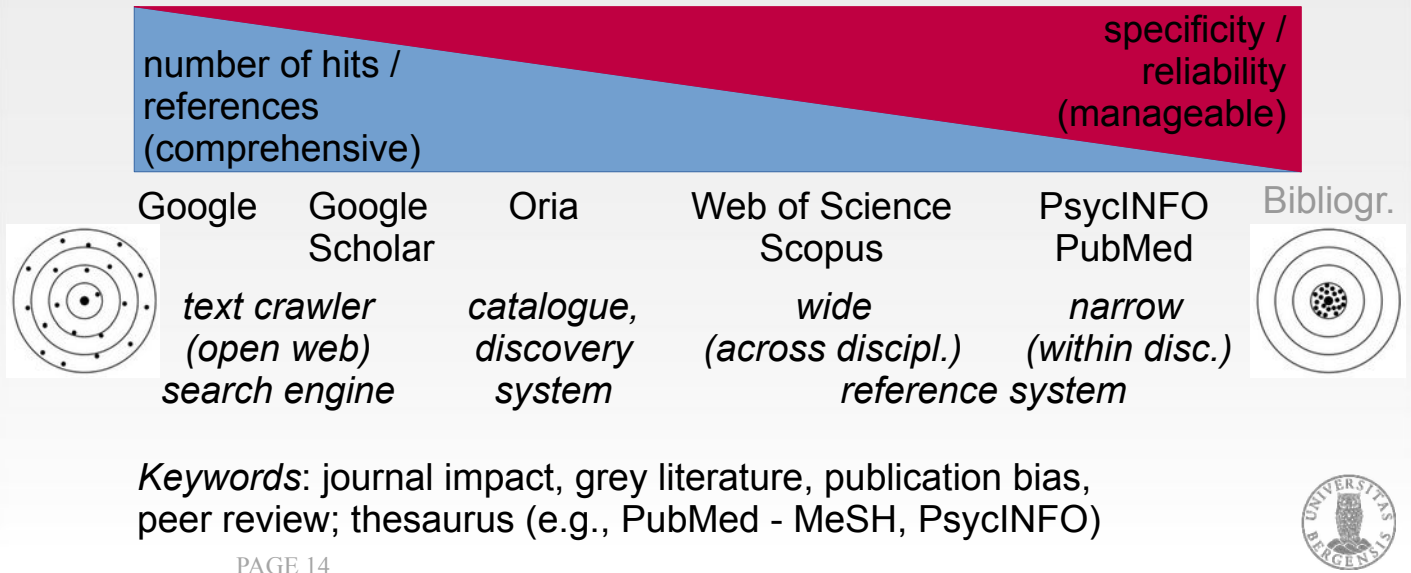 number of hits /
references
(comprehensive)
specificity /
reliability
(manageable)
Google
Google
Scholar
Oria
Web of Science
Scopus
PsycINFO
PubMed
Bibliogr.
text crawler
(open web)
search engine
catalogue,
discovery
system
wide
(across discipl.)
narrow
(within disc.)
reference system
Keywords: journal impact, grey literature, publication bias,
peer review; thesaurus (e.g., PubMed - MeSH, PsycINFO)
PAGE 14
UNIVERSITAS
BERGENSIS